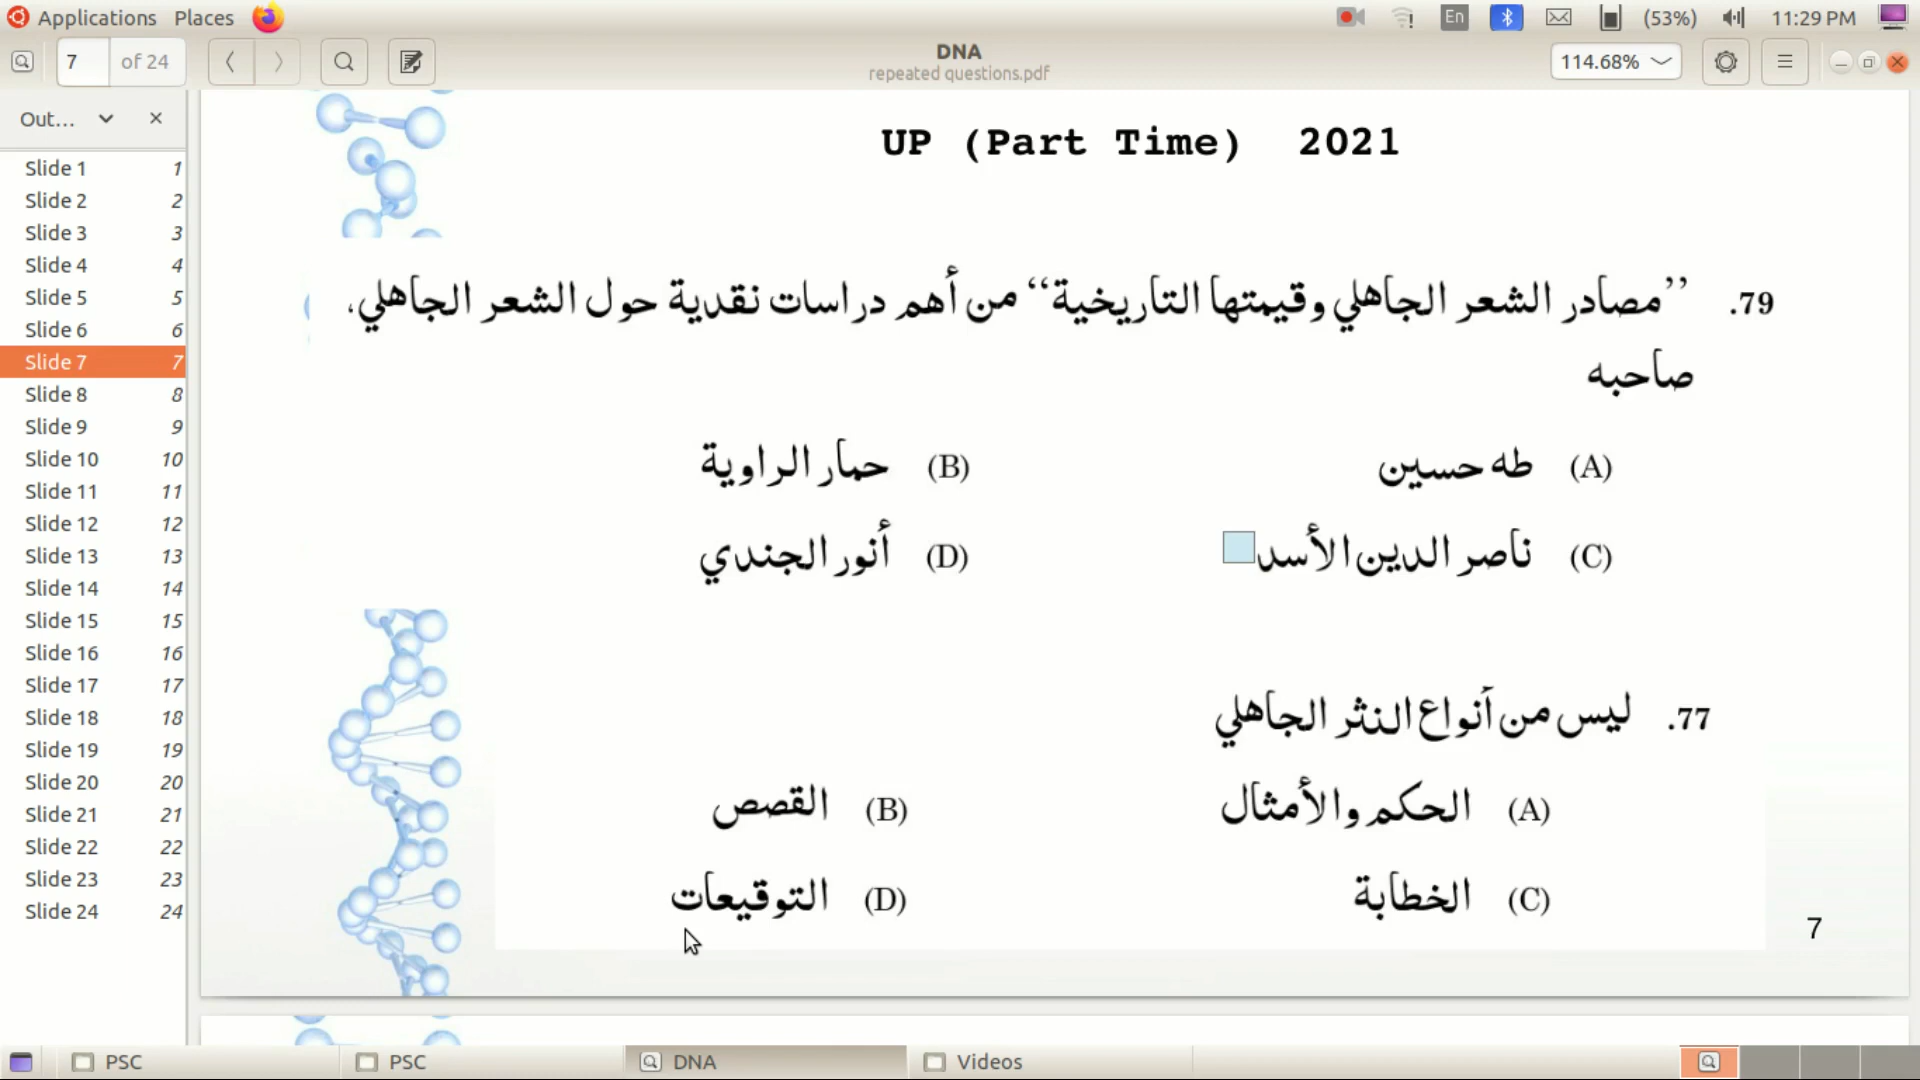 Applications Places En (53%) 11:29 PM
7 of 24 DNA 114.68%
repeated questions.pdf
Out...
Slide 1 1
Slide 2 2
Slide 3 3
Slide 4 4
Slide 5 5
Slide 6 6
Slide 7 7
Slide 8 8
Slide 9 9
Slide 10 10
Slide 11 11
Slide 12 12
Slide 13 13
Slide 14 14
Slide 15 15
Slide 16 16
Slide 17 17
Slide 18 18
Slide 19 19
Slide 20 20
Slide 21 21
Slide 22 22
Slide 23 23
Slide 24 24
UP (Part Time) 2021
79. ’’مصادر الشعر الجاهلي وقيمتها التاريخية‘‘ من أهم دراسات نقدية حول الشعر الجاهلي،
صاحبه
(A) طه حسين (B) حمار الراوية
(C) ناصر الدين الأسد (D) أنور الجندي
77. ليس من أنواع النثر الجاهلي
(A) الحكم والأمثال (B) القصص
(C) الخطابة (D) التوقيعات
7
PSC PSC DNA Videos